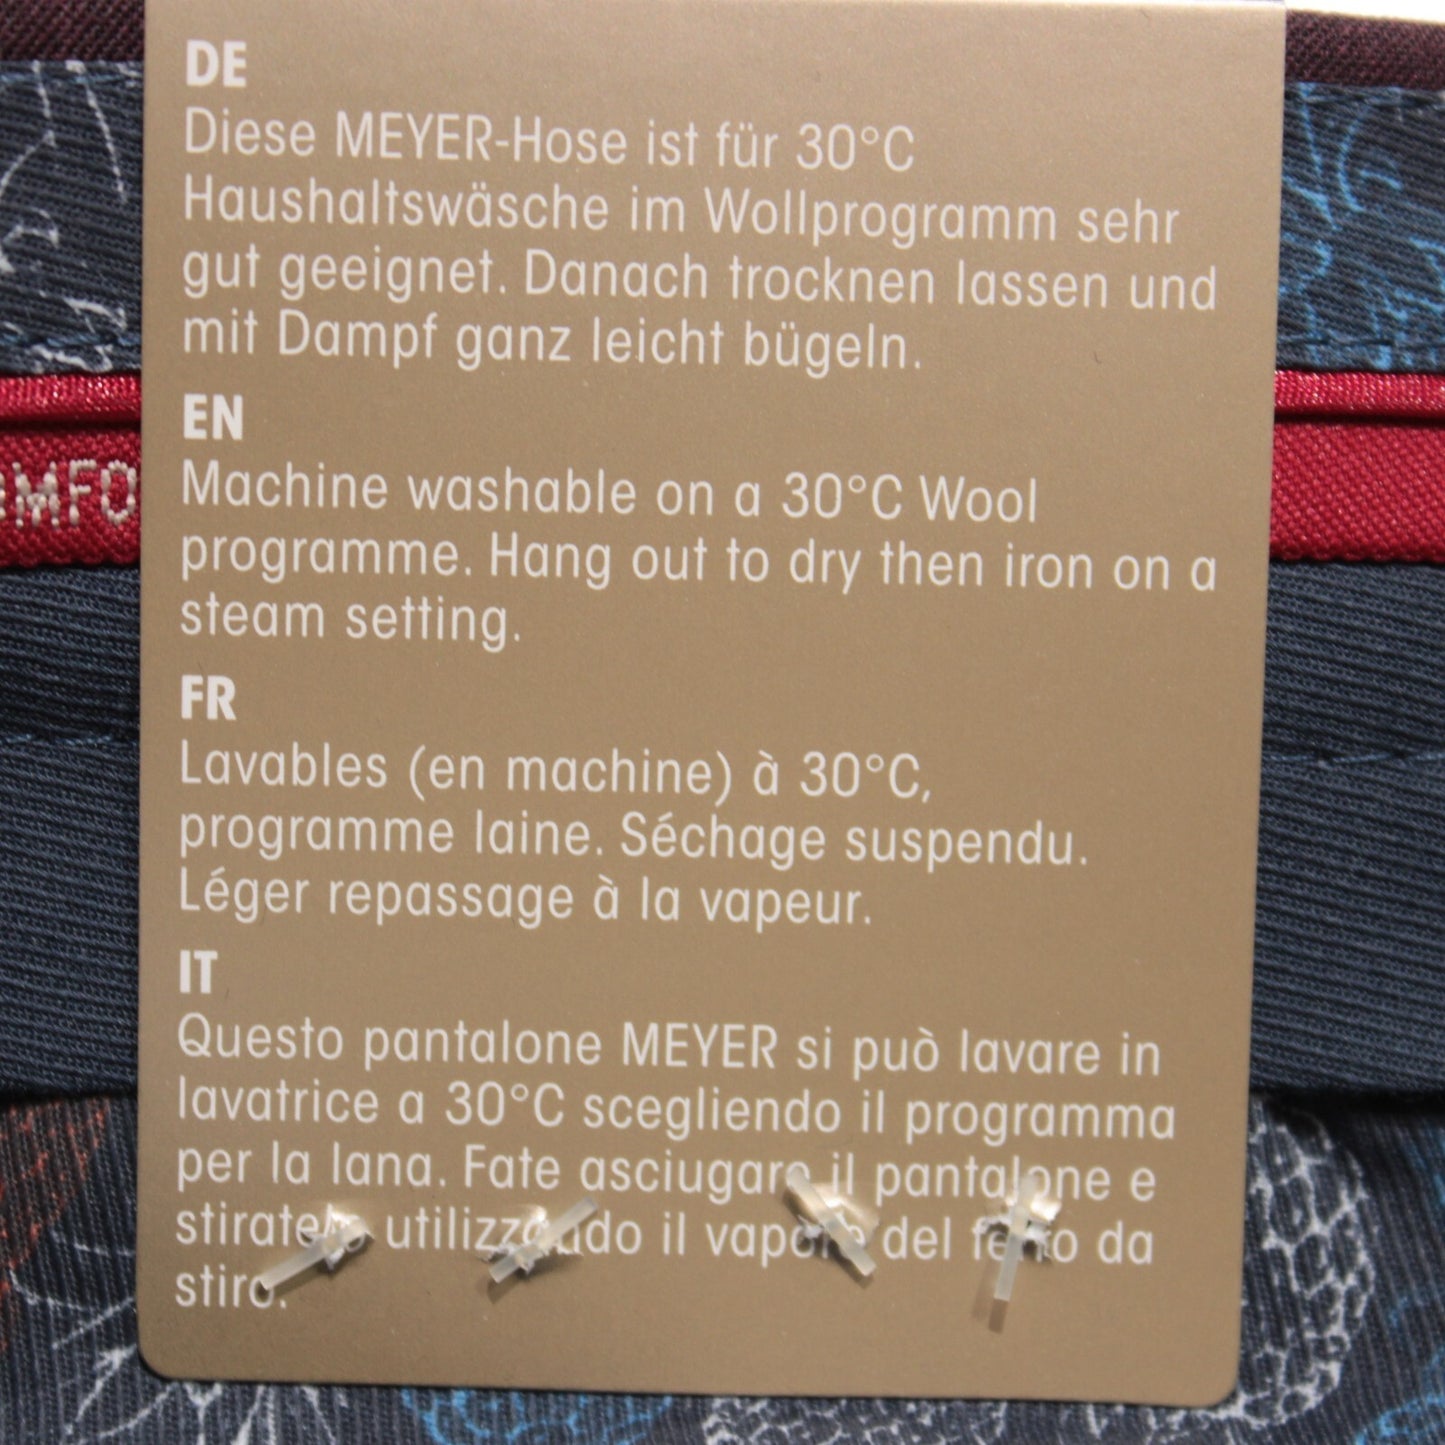 DE
Diese MEYER-Hose ist für 30°C
Haushaltswäsche im Wollprogramm sehr
gut geeignet. Danach trocknen lassen und
mit Dampf ganz leicht bügeln.
EN
Machine washable on a 30°C Wool
programme. Hang out to dry then iron on a
steam setting.
FR
Lavables (en machine) à 30°C,
programme laine. Séchage suspendu.
Léger repassage à la vapeur.
IT
Questo pantalone MEYER si può lavare in
lavatrice a 30°C scegliendo il programma
per la lana. Fate asciugare il pantalone e
utilizzando il vapore del ferro da
stiro.